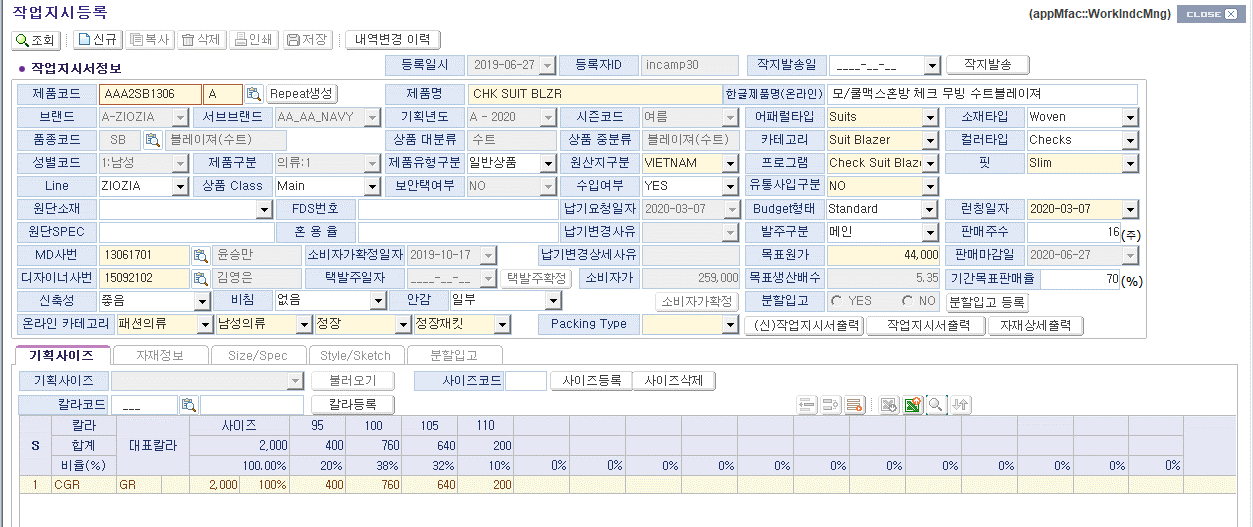 작업지시등록 (appMfac::WorkIndcMng) CLOSE
조회 신규 복사 삭제 인쇄 저장 내역변경 이력
작업지시서정보 등록일시 2019-06-27 등록자ID incamp30 작지발송일 ____-__-__ 작지발송
제품코드 AAA2SB1306 A Repeat생성 제품명 CHK SUIT BLZR 한글제품명(온라인) 모/쿨맥스혼방 체크 무빙 수트블레이져
브랜드 A-ZIOZIA 서브브랜드 AA_AA_NAVY 기획년도 A - 2020 시즌코드 여름 어패럴타입 Suits 소재타입 Woven
품종코드 SB 블레이져(수트) 상품 대분류 수트 상품 중분류 블레이져(수트) 카테고리 Suit Blazer 컬러타입 Checks
성별코드 1:남성 제품구분 의류:1 제품유형구분 일반상품 원산지구분 VIETNAM 프로그램 Check Suit Blaz 핏 Slim
Line ZIOZIA 상품 Class Main 보안택여부 NO 수입여부 YES 유통사입구분 NO
원단소재 FDS번호 납기요청일자 2020-03-07 Budget형태 Standard 런칭일자 2020-03-07
원단SPEC 혼 용 율 납기변경사유 발주구분 메인 판매주수 16 (주)
MD사번 13061701 윤승만 소비자가확정일자 2019-10-17 납기변경상세사유 목표원가 44,000 판매마감일 2020-06-27
디자이너사번 15092102 김영은 택발주일자 ____-__-__ 택발주확정 소비자가 259,000 목표생산배수 5.35 기간목표판매율 70 (%)
신축성 좋음 비침 없음 안감 일부 소비자가확정 분할입고 YES NO 분할입고 등록
온라인 카테고리 패션의류 남성의류 정장 정장재킷 Packing Type (신)작업지시서출력 작업지시서출력 자재상세출력
기획사이즈 자재정보 Size/Spec Style/Sketch 분할입고
기획사이즈 불러오기 사이즈코드 사이즈등록 사이즈삭제
칼라코드 ___ 칼라등록
칼라 사이즈 95 100 105 110
S 합계 대표칼라 2,000 400 760 640 200
비율(%) 100.00% 20% 38% 32% 10% 0% 0% 0% 0% 0% 0% 0% 0% 0% 0% 0% 0%
1 CGR GR 2,000 100% 400 760 640 200